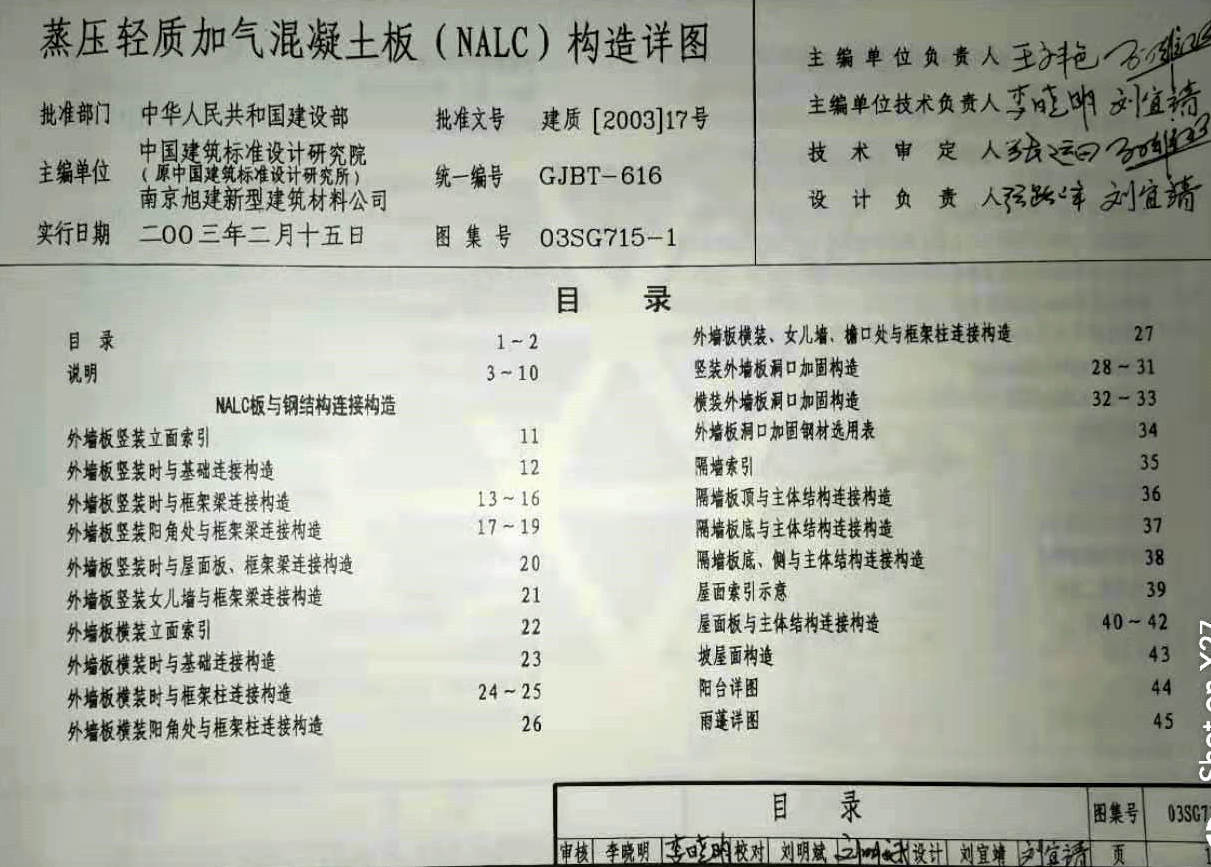 蒸压轻质加气混凝土板(NALC)构造详图
批准部门 中华人民共和国建设部 批准文号 建质[2003]17号
主编单位 中国建筑标准设计研究院
(原中国建筑标准设计研究所)
南京旭建新型建筑材料公司
统一编号 GJBT-616
实行日期 二〇〇三年二月十五日 图集号 03SG715-1
主编单位负责人
主编单位技术负责人 李晓明 刘宜靖
技术审定人
设计负责人 刘宜靖
目 录
目 录 1~2
说明 3~10
NALC板与钢结构连接构造
外墙板竖装立面索引 11
外墙板竖装时与基础连接构造 12
外墙板竖装时与框架梁连接构造 13~16
外墙板竖装阳角处与框架梁连接构造 17~19
外墙板竖装时与屋面板、框架梁连接构造 20
外墙板竖装女儿墙与框架梁连接构造 21
外墙板横装立面索引 22
外墙板横装时与基础连接构造 23
外墙板横装时与框架柱连接构造 24~25
外墙板横装阳角处与框架柱连接构造 26
外墙板横装、女儿墙、檐口处与框架柱连接构造 27
竖装外墙板洞口加固构造 28~31
横装外墙板洞口加固构造 32~33
外墙板洞口加固钢材选用表 34
隔墙索引 35
隔墙板顶与主体结构连接构造 36
隔墙板底与主体结构连接构造 37
隔墙板底、侧与主体结构连接构造 38
屋面索引示意 39
屋面板与主体结构连接构造 40~42
坡屋面构造 43
阳台详图 44
雨蓬详图 45
目 录 图集号 03SG7
审核 李晓明 李晓明 校对 刘明斌 设计 刘宜靖 刘宜靖 页
Shot on Y27